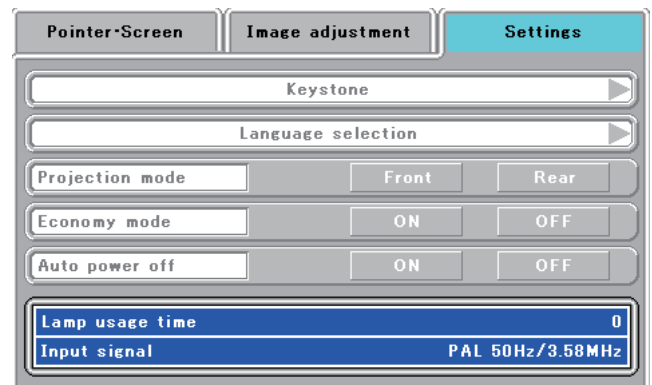 Pointer·Screen Image adjustment Settings
Keystone
Language selection
Projection mode Front Rear
Economy mode ON OFF
Auto power off ON OFF
Lamp usage time 0
Input signal PAL 50Hz/3.58MHz